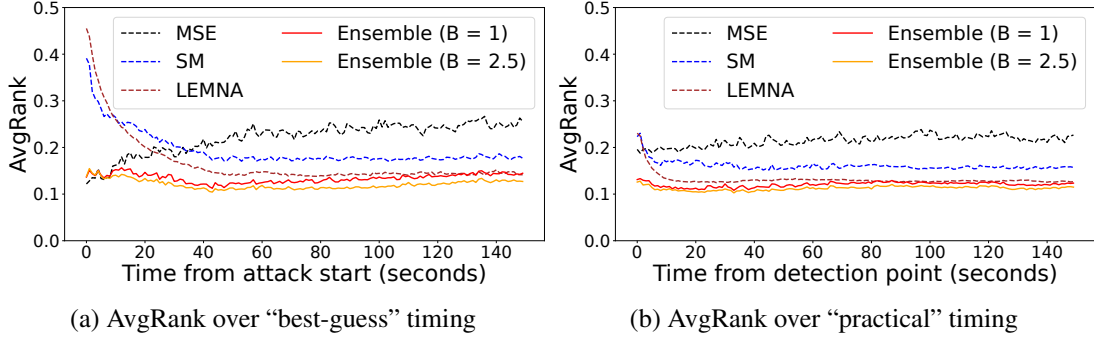 0.5
0.4
0.3
0.2
0.1
0.0
AvgRank
MSE
SM
LEMNA
Ensemble (B = 1)
Ensemble (B = 2.5)
0 20 40 60 80 100 120 140
Time from attack start (seconds)
(a) AvgRank over “best-guess” timing
0.5
0.4
0.3
0.2
0.1
0.0
AvgRank
MSE
SM
LEMNA
Ensemble (B = 1)
Ensemble (B = 2.5)
0 20 40 60 80 100 120 140
Time from detection point (seconds)
(b) AvgRank over “practical” timing